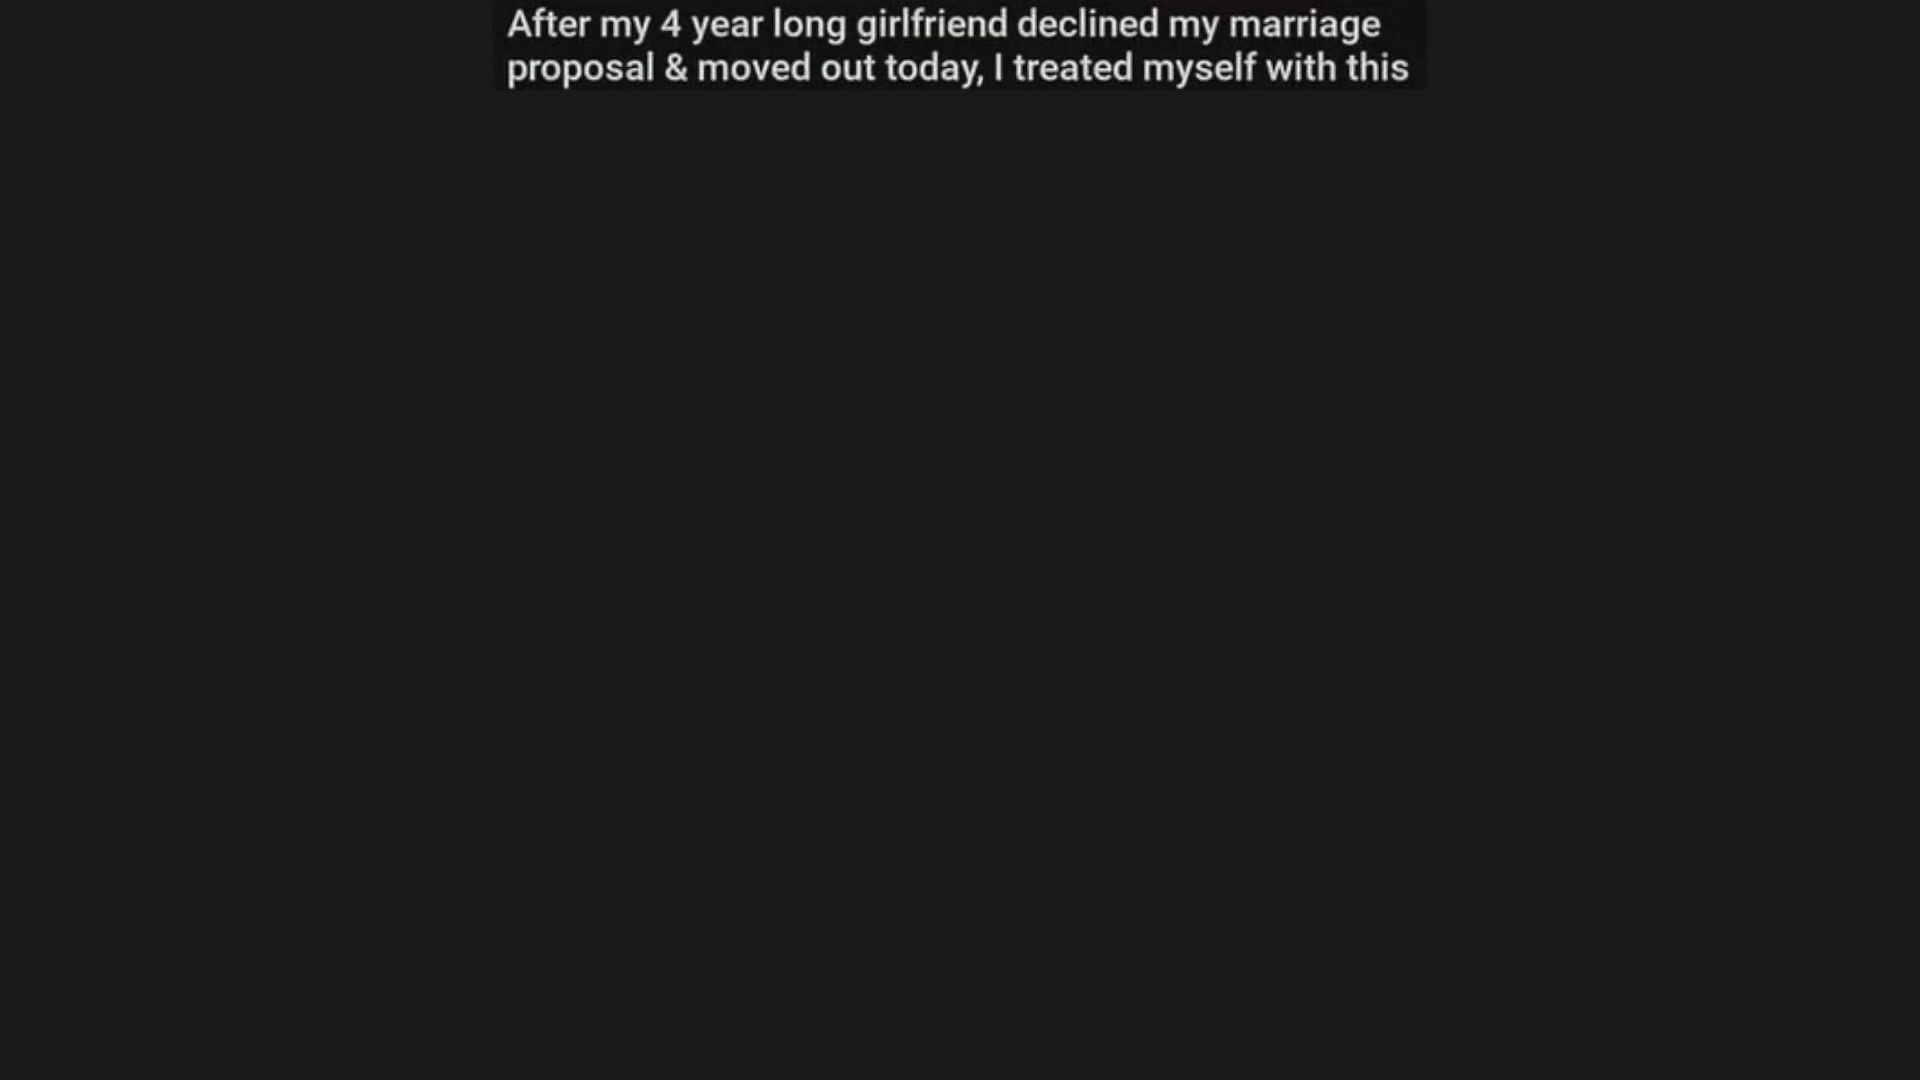 After my 4 year long girlfriend declined my marriage
proposal & moved out today, I treated myself with this